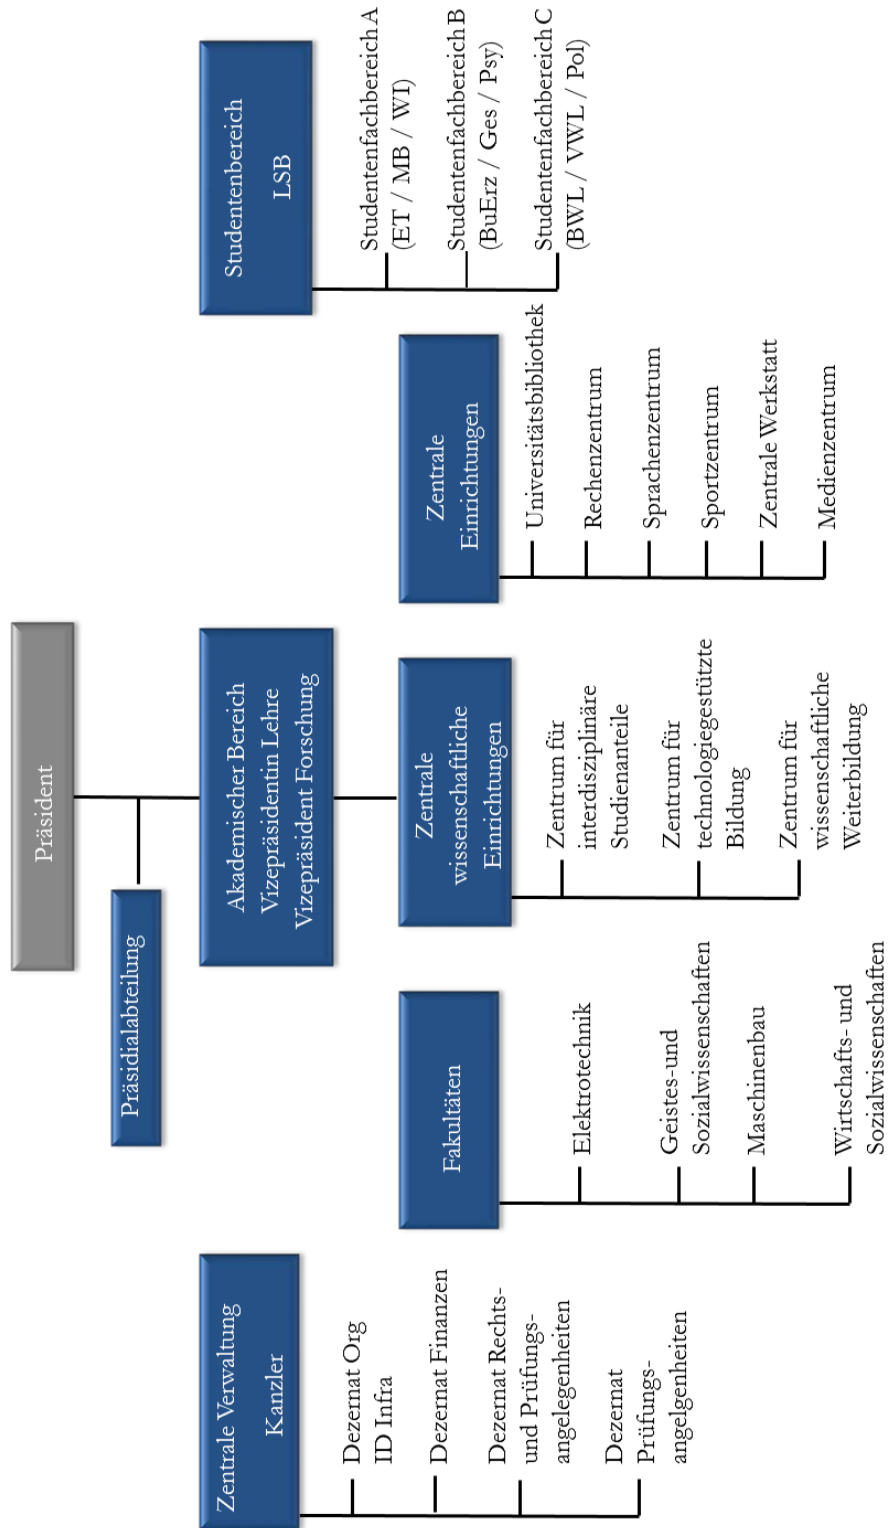 Präsident
Präsidialabteilung
Zentrale Verwaltung
Kanzler
Akademischer Bereich
Vizepräsidentin Lehre
Vizepräsident Forschung
Studentenbereich
LSB
Dezernat Org
ID Infra
Dezernat Finanzen
Dezernat Rechts-
und Prüfungs-
angelegenheiten
Dezernat
Prüfungs-
angelgenheiten
Fakultäten
Elektrotechnik
Geistes-und
Sozialwissenschaften
Maschinenbau
Wirtschafts- und
Sozialwissenschaften
Zentrale
wissenschaftliche
Einrichtungen
Zentrum für
interdisziplinäre
Studienanteile
Zentrum für
technologiegestützte
Bildung
Zentrum für
wissenschaftliche
Weiterbildung
Zentrale
Einrichtungen
Universitätsbibliothek
Rechenzentrum
Sprachenzentrum
Sportzentrum
Zentrale Werkstatt
Medienzentrum
Studentenfachbereich A
(ET / MB / WI)
Studentenfachbereich B
(BuErz / Ges / Psy)
Studentenfachbereich C
(BWL / VWL / Pol)